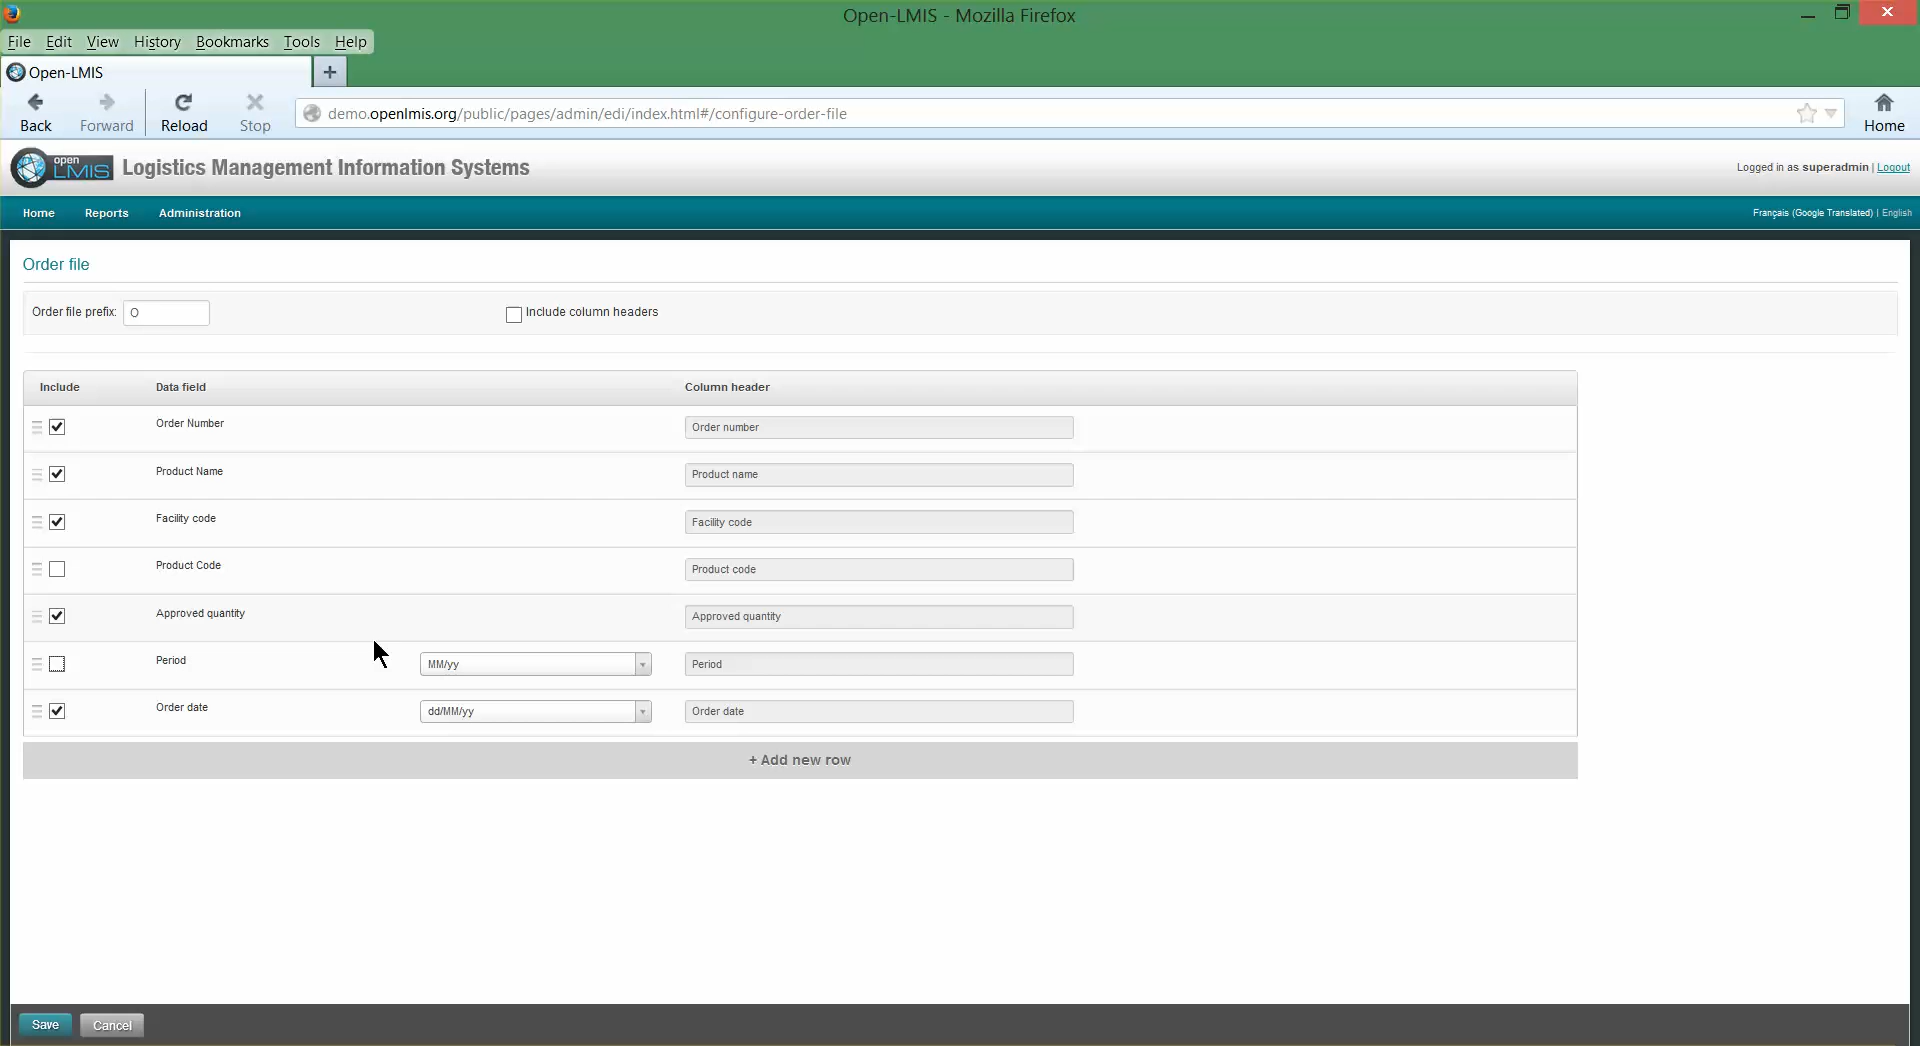 Open-LMIS - Mozilla Firefox
File Edit View History Bookmarks Tools Help
Open-LMIS +
Back Forward Reload Stop demo.openlmis.org/public/pages/admin/edi/index.html#/configure-order-file Home
open LMIS Logistics Management Information Systems Logged in as superadmin | Logout
Home Reports Administration Français (Google Translated) | English
Order file
Order file prefix: O Include column headers
Include Data field Column header
Order Number Order number
Product Name Product name
Facility code Facility code
Product Code Product code
Approved quantity Approved quantity
Period MM/yy Period
Order date dd/MM/yy Order date
+ Add new row
Save Cancel